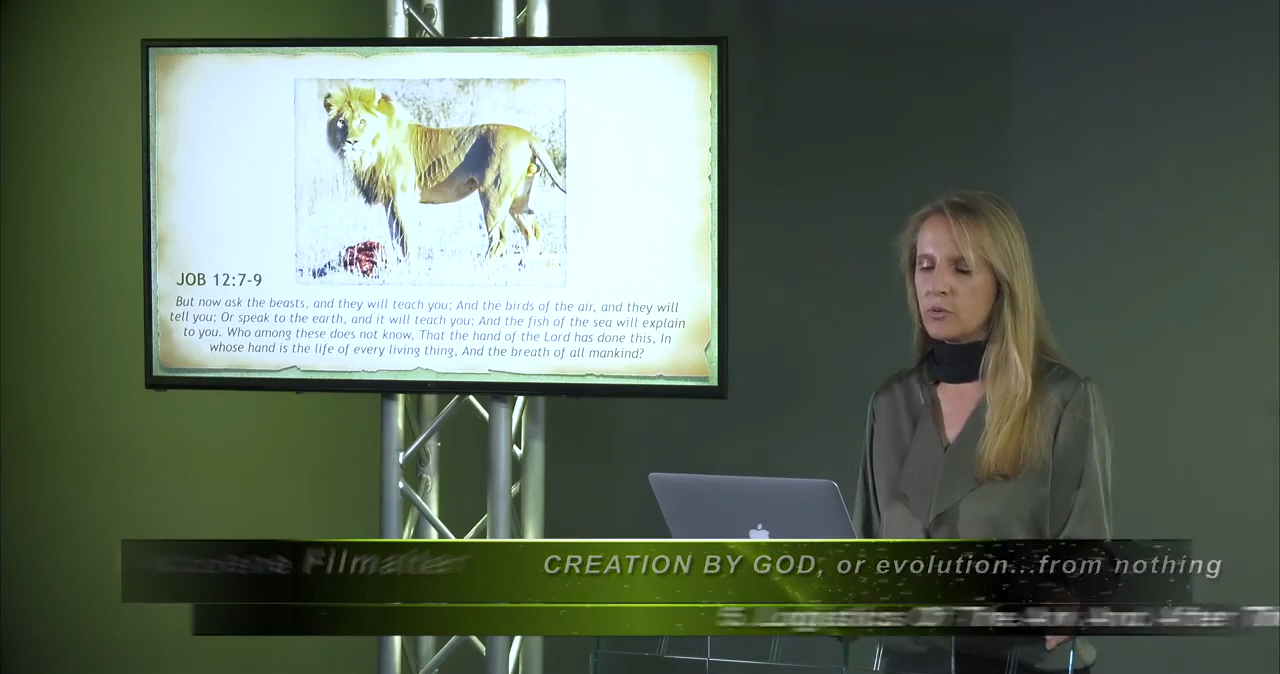 JOB 12:7-9
But now ask the beasts, and they will teach you; And the birds of the air, and they will
tell you; Or speak to the earth, and it will teach you; And the fish of the sea will explain
to you. Who among these does not know, That the hand of the Lord has done this, In
whose hand is the life of every living thing, And the breath of all mankind?
CREATION BY GOD, or evolution...from nothing